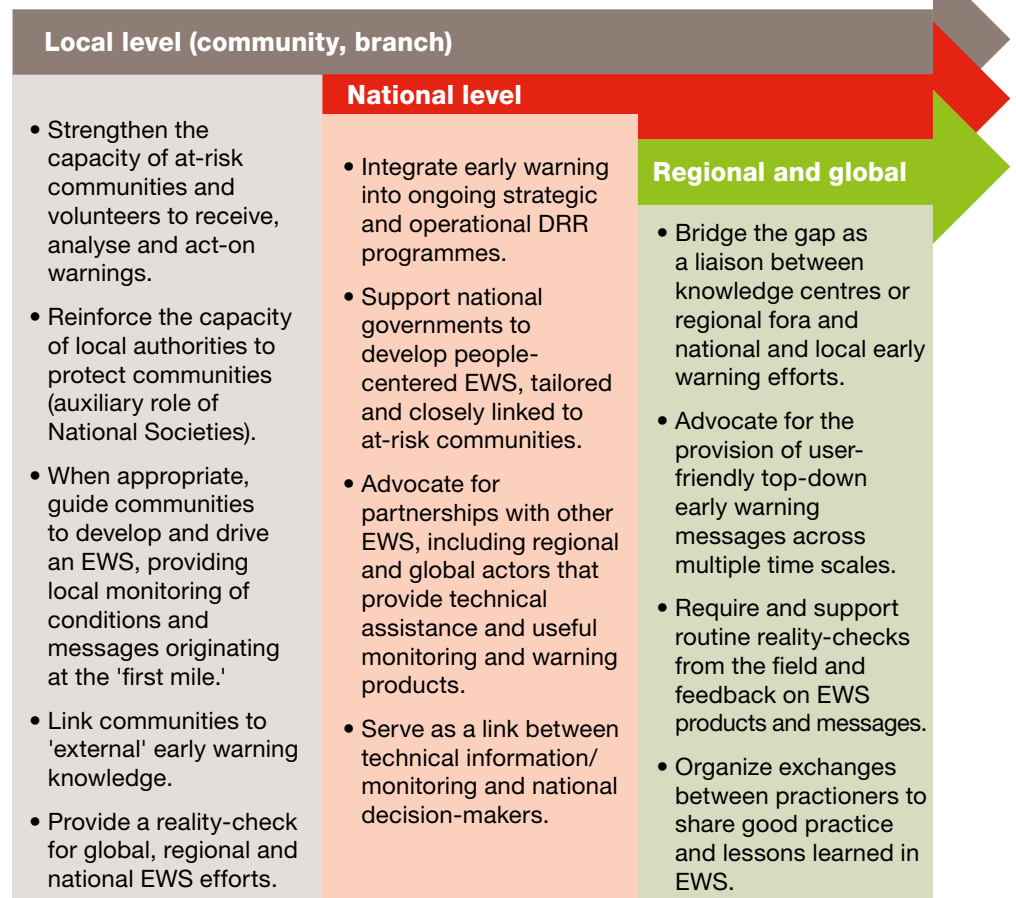 Local level (community, branch)
• Strengthen the
capacity of at-risk
communities and
volunteers to receive,
analyse and act-on
warnings.
• Reinforce the capacity
of local authorities to
protect communities
(auxiliary role of
National Societies).
• When appropriate,
guide communities
to develop and drive
an EWS, providing
local monitoring of
conditions and
messages originating
at the 'first mile.'
• Link communities to
'external' early warning
knowledge.
• Provide a reality-check
for global, regional and
national EWS efforts.
National level
• Integrate early warning
into ongoing strategic
and operational DRR
programmes.
• Support national
governments to
develop people-
centered EWS, tailored
and closely linked to
at-risk communities.
• Advocate for
partnerships with other
EWS, including regional
and global actors that
provide technical
assistance and useful
monitoring and warning
products.
• Serve as a link between
technical information/
monitoring and national
decision-makers.
Regional and global
• Bridge the gap as
a liaison between
knowledge centres or
regional fora and
national and local early
warning efforts.
• Advocate for the
provision of user-
friendly top-down
early warning
messages across
multiple time scales.
• Require and support
routine reality-checks
from the field and
feedback on EWS
products and messages.
• Organize exchanges
between practioners to
share good practice
and lessons learned in
EWS.